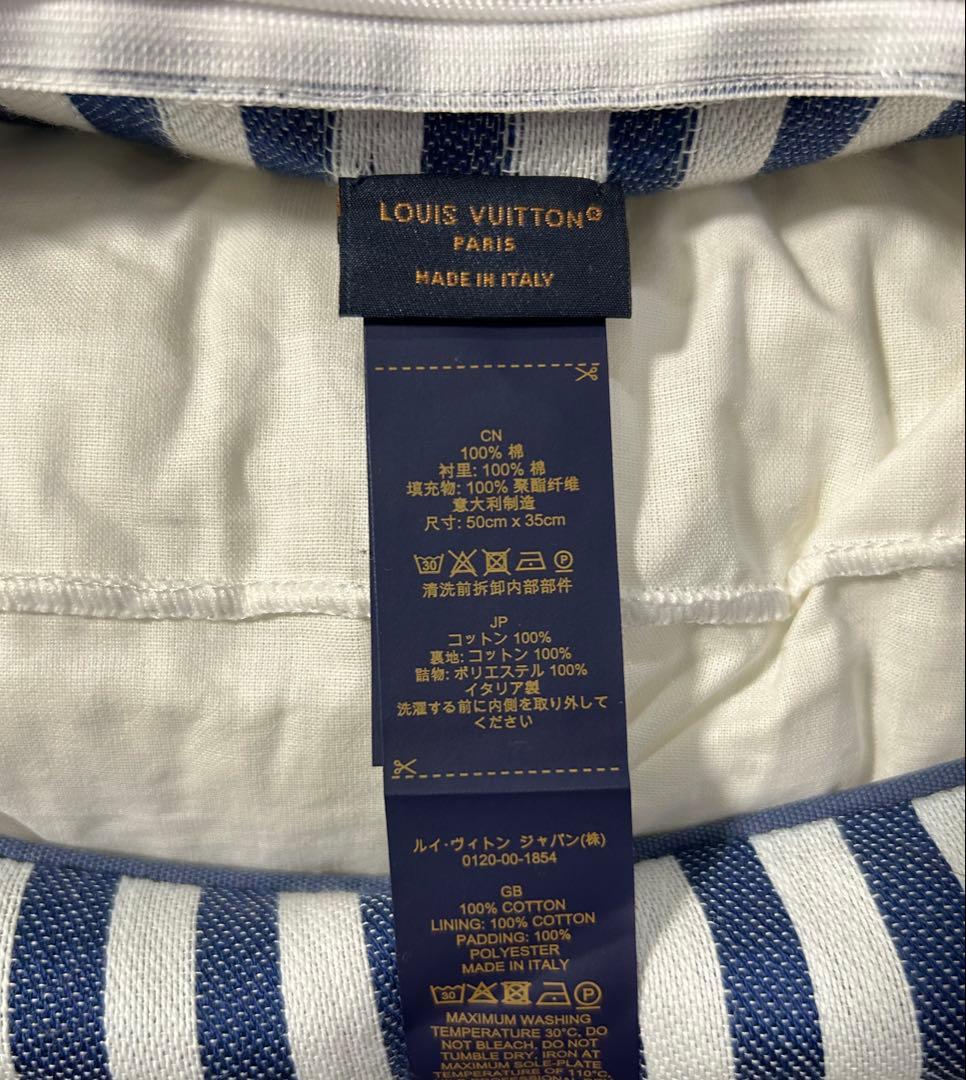 LOUIS VUITTON®
PARIS
MADE IN ITALY
CN
100% 棉
衬里: 100% 棉
填充物: 100% 聚酯纤维
意大利制造
尺寸: 50cm x 35cm
30 P
清洗前拆卸内部部件
JP
コットン 100%
裏地: コットン 100%
詰物: ポリエステル 100%
イタリア製
洗濯する前に内側を取り外して
ください
ルイ・ヴィトン ジャパン(株)
0120-00-1854
GB
100% COTTON
LINING: 100% COTTON
PADDING: 100%
POLYESTER
MADE IN ITALY
30 P
MAXIMUM WASHING
TEMPERATURE 30°C, DO
NOT BLEACH, DO NOT
TUMBLE DRY, IRON AT
MAXIMUM SOLE-PLATE
TEMPERATURE OF 110°C